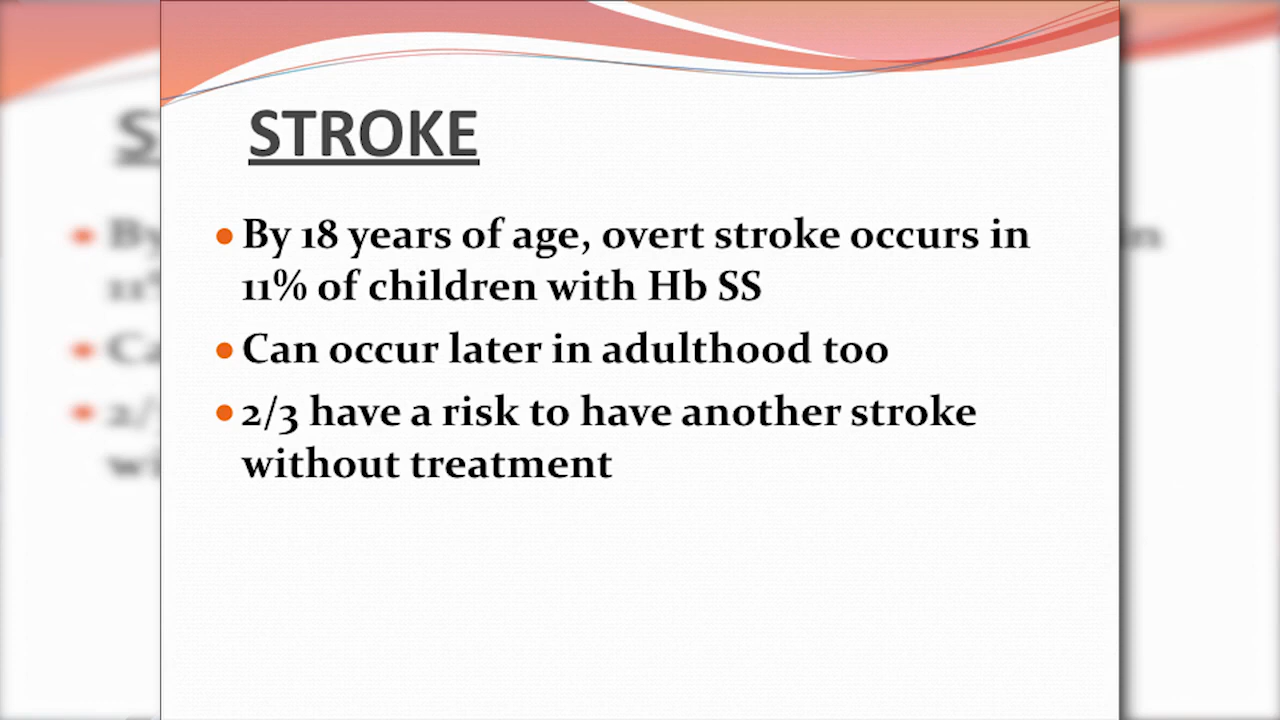 STROKE
By 18 years of age, overt stroke occurs in
11% of children with Hb SS
Can occur later in adulthood too
2/3 have a risk to have another stroke
without treatment